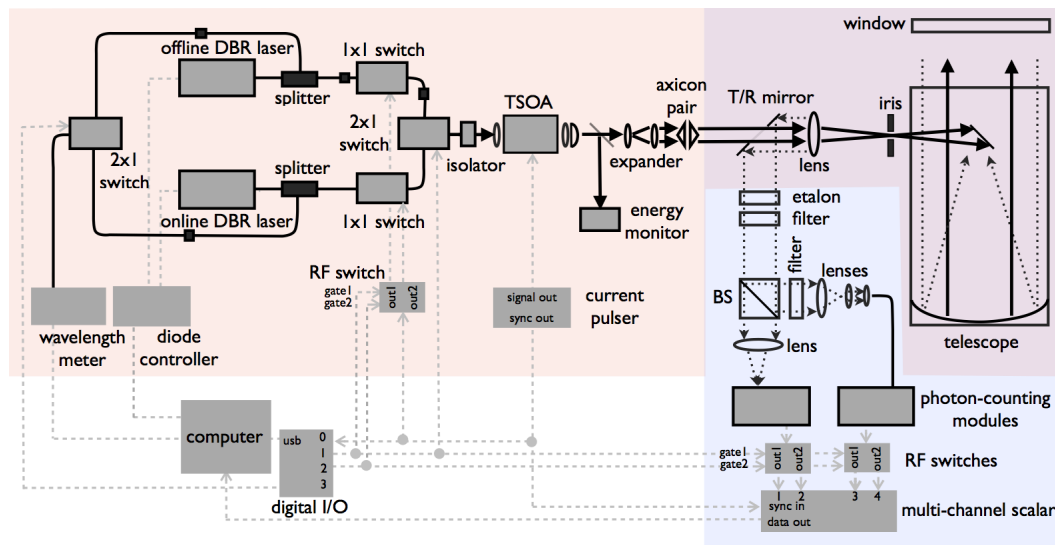 offline DBR laser
1x1 switch
splitter
2x1
switch
2x1
switch
isolator
TSOA
splitter
online DBR laser
1x1 switch
expander
axicon
pair
energy
monitor
T/R mirror
lens
iris
window
telescope
etalon
filter
BS
filter
lenses
lens
wavelength
meter
diode
controller
RF switch
gate1
gate2
out1
out2
signal out
sync out
current
pulser
photon-counting
modules
computer
usb
0
1
2
3
digital I/O
gate1
gate2
out1
out2
out1
out2
RF switches
1
2
3
4
sync in
data out
multi-channel scalar